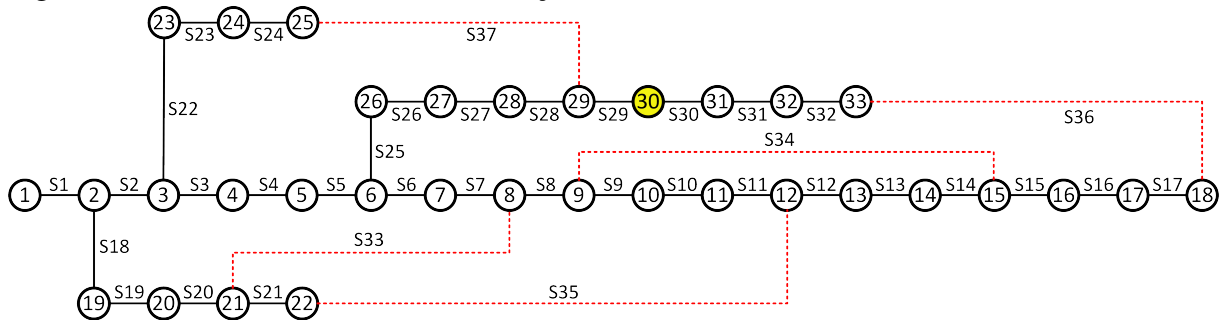 23 24 25
S23 S24 S37
S22
26 27 28 29 30 31 32 33
S26 S27 S28 S29 S30 S31 S32 S36
S34
S25
S1 S2 S3 S4 S5 S6 S7 S8 S9 S10 S11 S12 S13 S14 S15 S16 S17
1 2 3 4 5 6 7 8 9 10 11 12 13 14 15 16 17 18
S18 S33
S19 S20 S21 S35
19 20 21 22